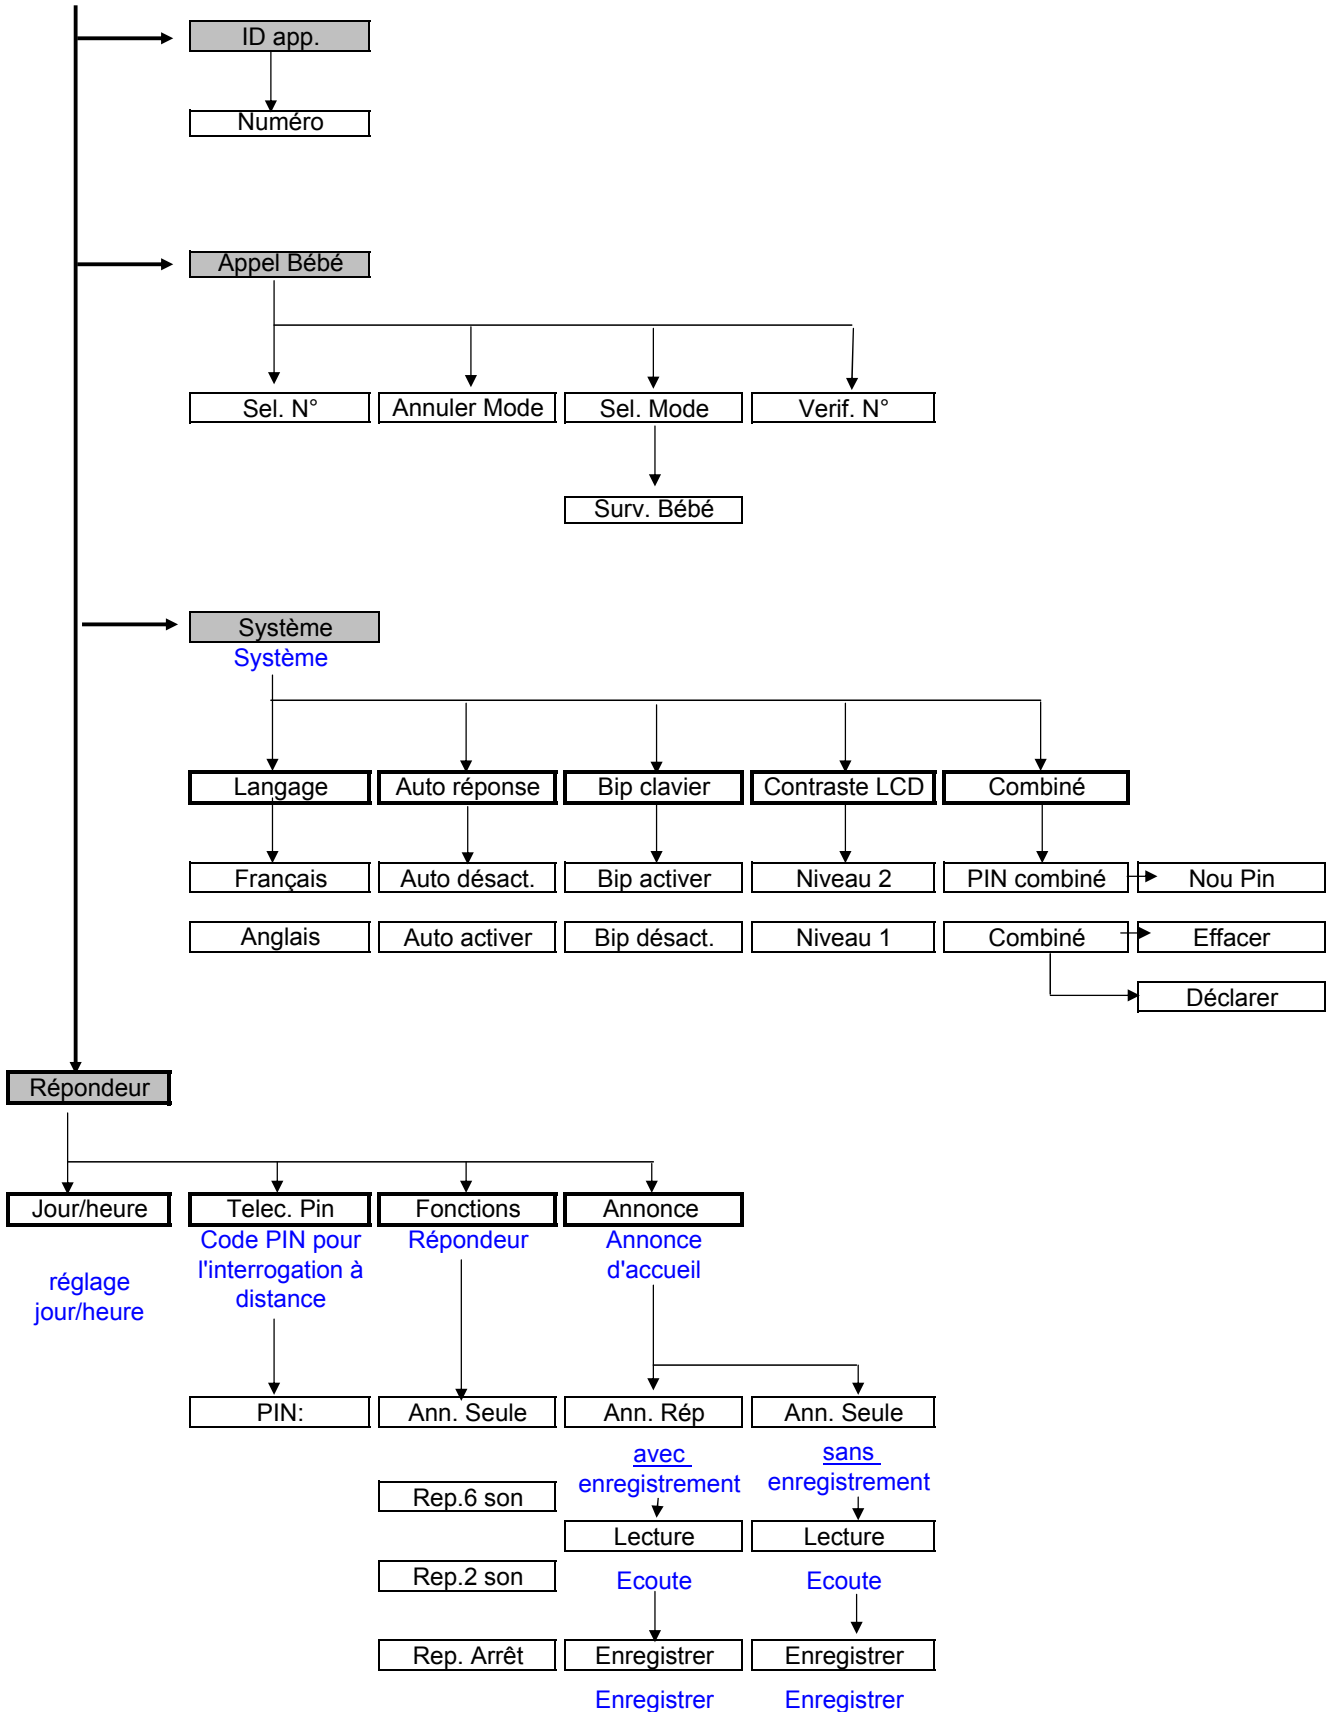 ID app.
Numéro
Appel Bébé
Sel. N°
Annuler Mode
Sel. Mode
Verif. N°
Surv. Bébé
Système
Système
Langage
Auto réponse
Bip clavier
Contraste LCD
Combiné
Français
Auto désact.
Bip activer
Niveau 2
PIN combiné
Nou Pin
Anglais
Auto activer
Bip désact.
Niveau 1
Combiné
Effacer
Déclarer
Répondeur
Jour/heure
Telec. Pin
Fonctions
Annonce
réglage
jour/heure
Code PIN pour
l'interrogation à
distance
Répondeur
Annonce
d'accueil
PIN:
Ann. Seule
Ann. Rép
Ann. Seule
avec
enregistrement
sans
enregistrement
Rep.6 son
Lecture
Lecture
Rep.2 son
Ecoute
Ecoute
Rep. Arrêt
Enregistrer
Enregistrer
Enregistrer
Enregistrer